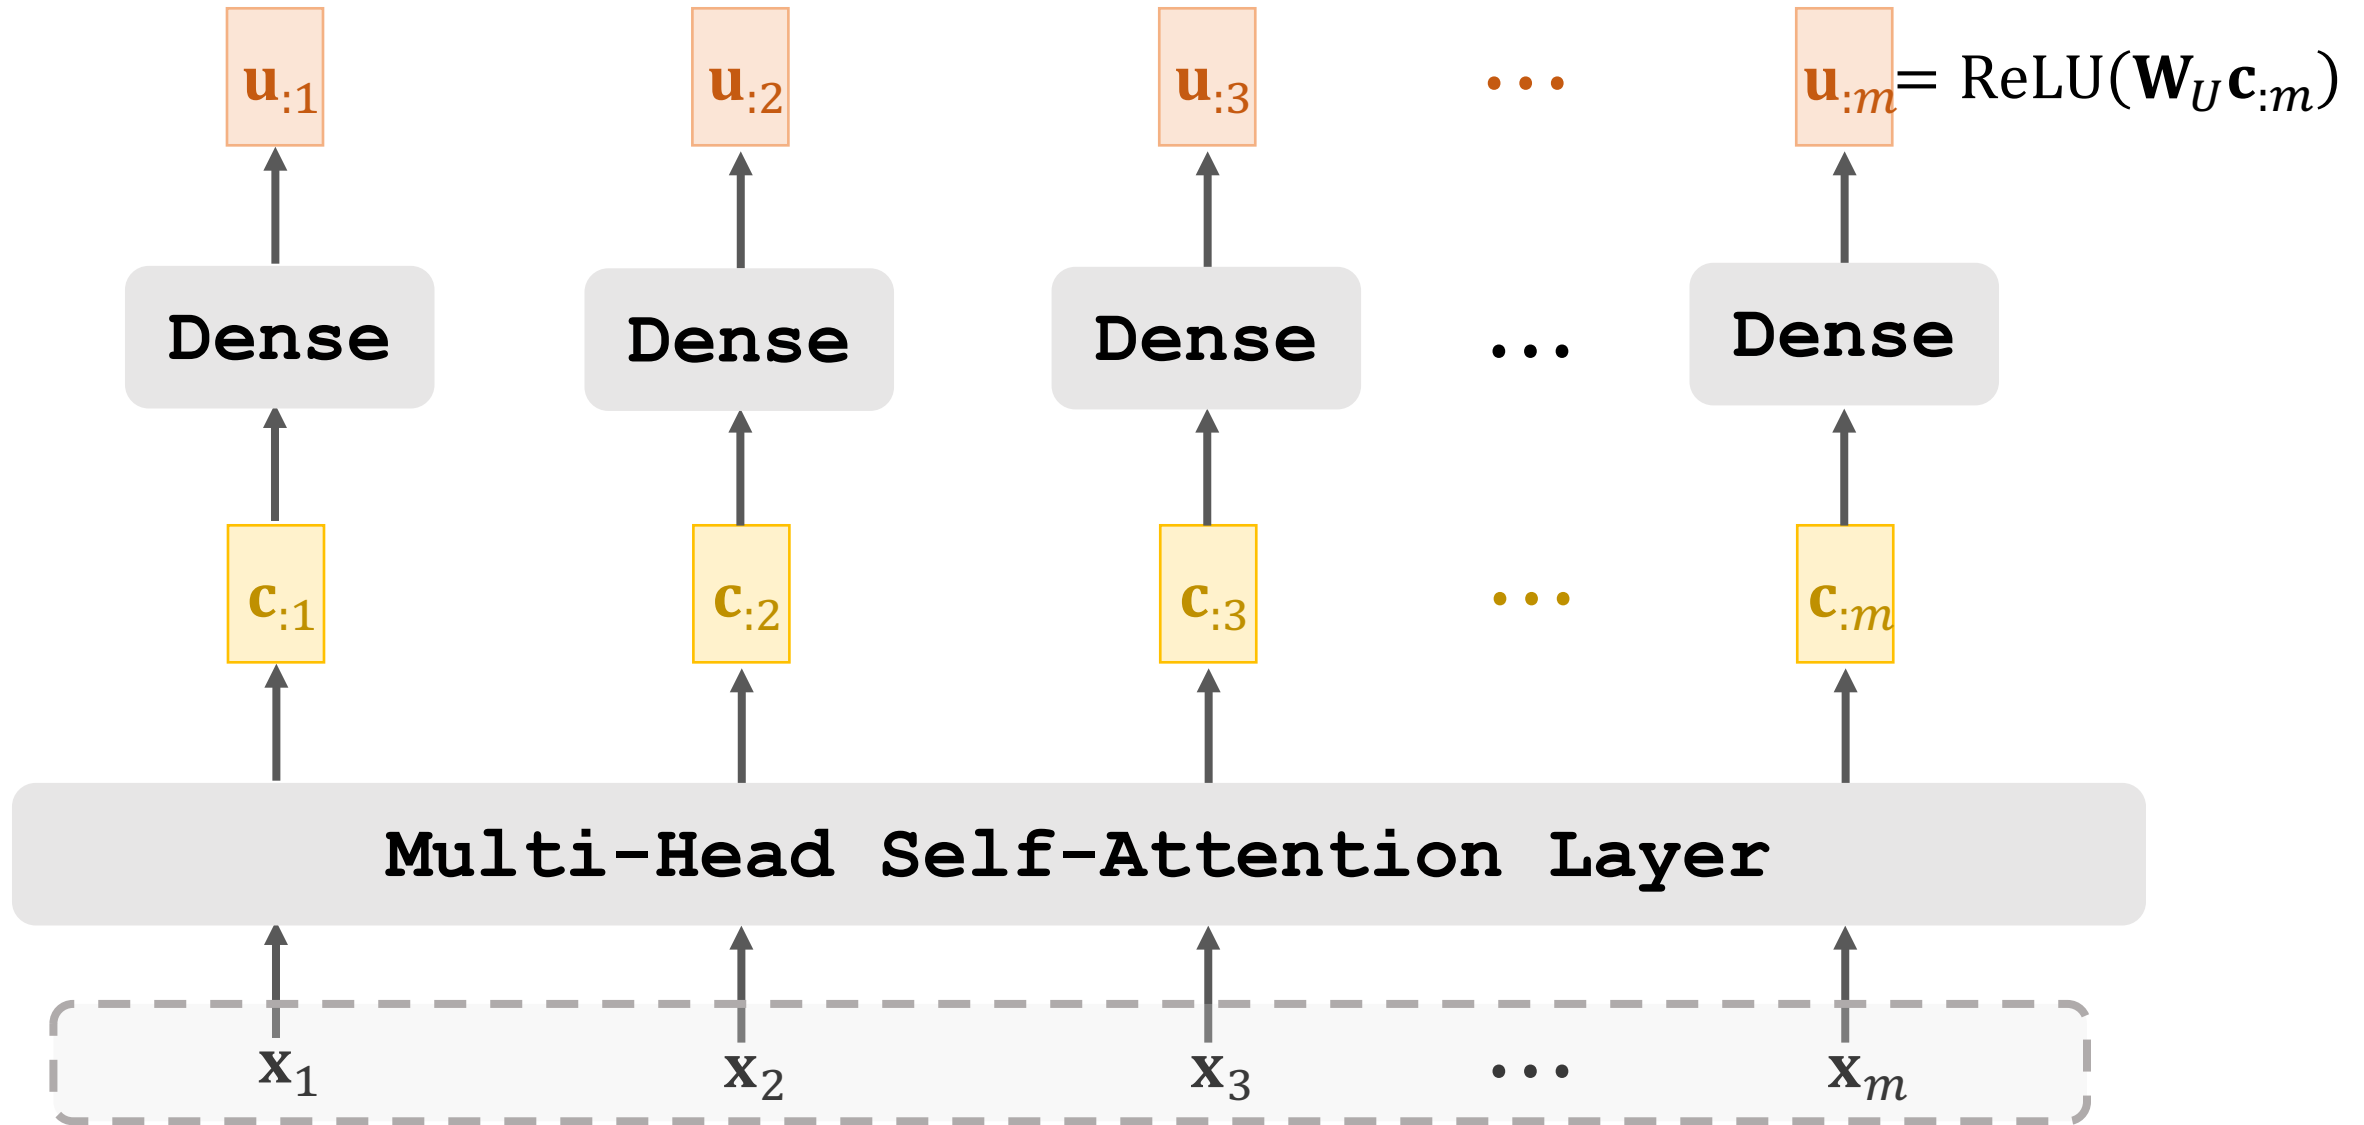 u:1 u:2 u:3 ⋯ u:m = ReLU(W_U c:m)
Dense Dense Dense ⋯ Dense
c:1 c:2 c:3 ⋯ c:m
Multi-Head Self-Attention Layer
x1 x2 x3 ⋯ xm